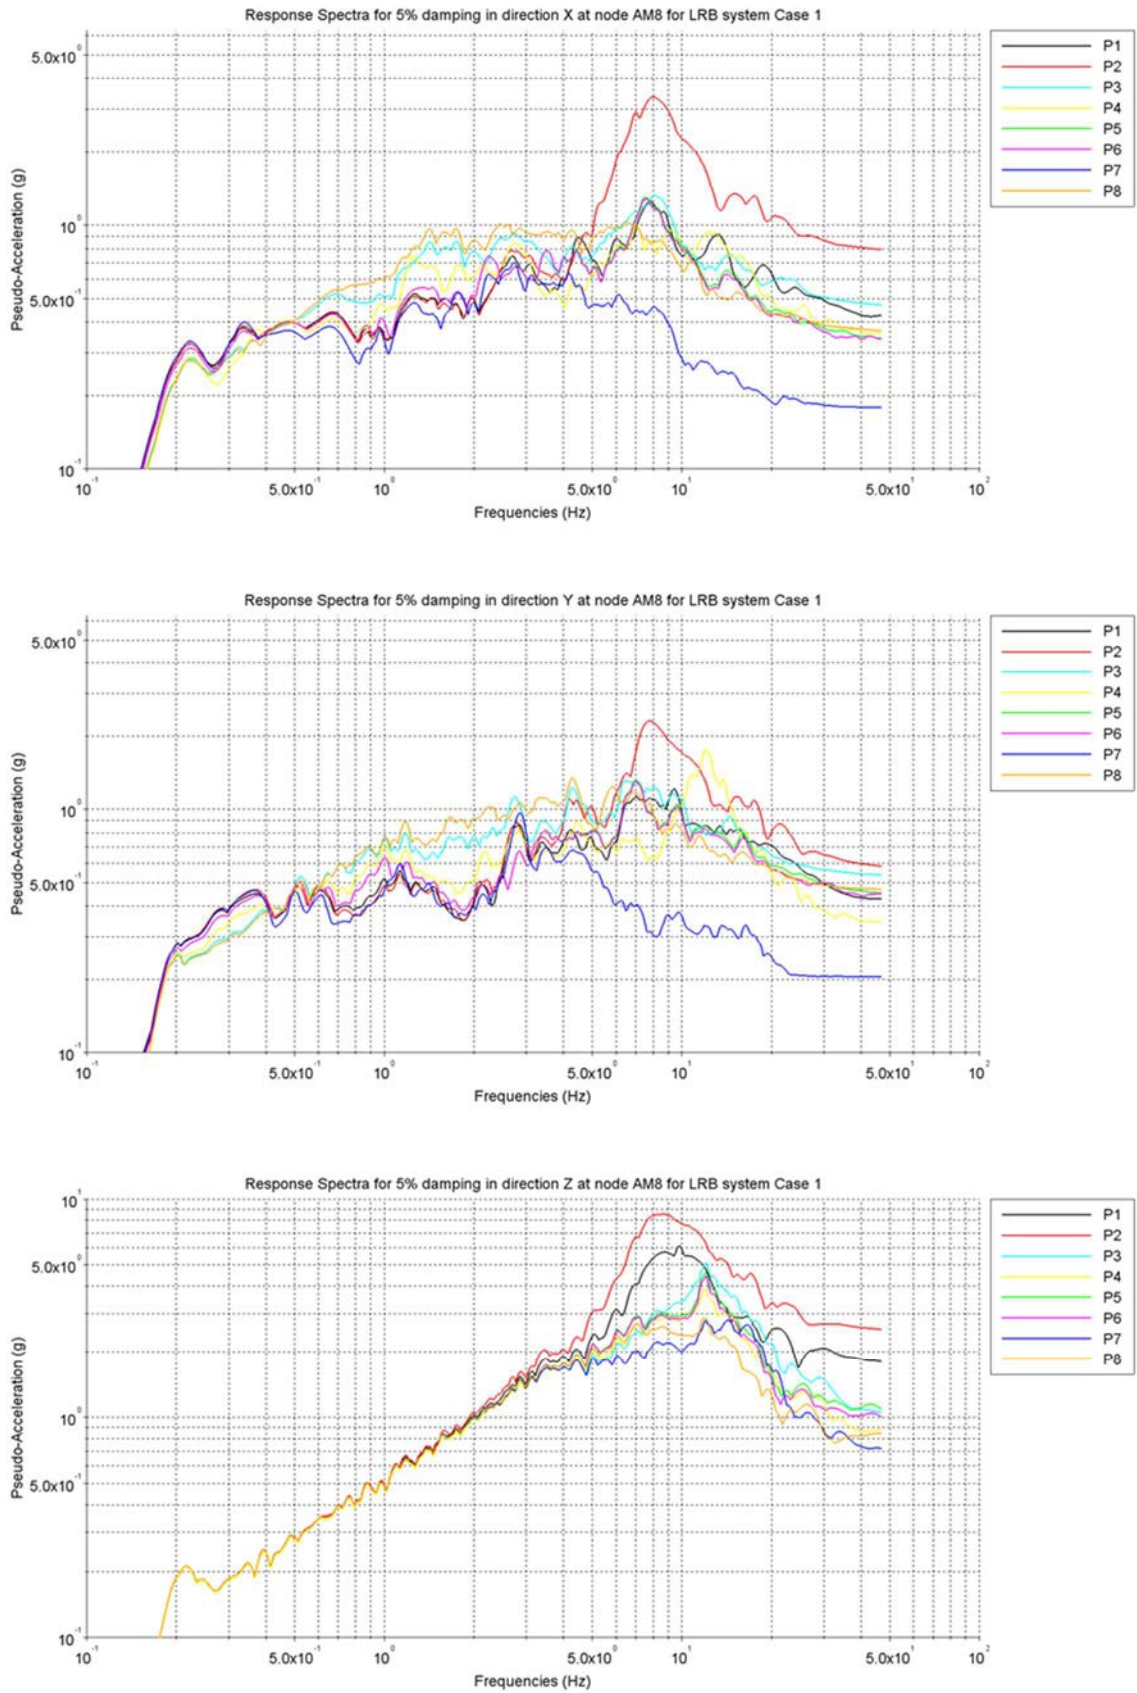 Response Spectra for 5% damping in direction X at node AM8 for LRB system Case 1
5.0x10⁰
10⁰
5.0x10⁻¹
10⁻¹
Pseudo-Acceleration (g)
10⁻¹ 5.0x10⁻¹ 10⁰ 5.0x10⁰ 10¹ 5.0x10¹ 10²
Frequencies (Hz)
P1
P2
P3
P4
P5
P6
P7
P8
Response Spectra for 5% damping in direction Y at node AM8 for LRB system Case 1
5.0x10⁰
10⁰
5.0x10⁻¹
10⁻¹
Pseudo-Acceleration (g)
10⁻¹ 5.0x10⁻¹ 10⁰ 5.0x10⁰ 10¹ 5.0x10¹ 10²
Frequencies (Hz)
P1
P2
P3
P4
P5
P6
P7
P8
Response Spectra for 5% damping in direction Z at node AM8 for LRB system Case 1
10¹
5.0x10⁰
10⁰
5.0x10⁻¹
10⁻¹
Pseudo-Acceleration (g)
10⁻¹ 5.0x10⁻¹ 10⁰ 5.0x10⁰ 10¹ 5.0x10¹ 10²
Frequencies (Hz)
P1
P2
P3
P4
P5
P6
P7
P8